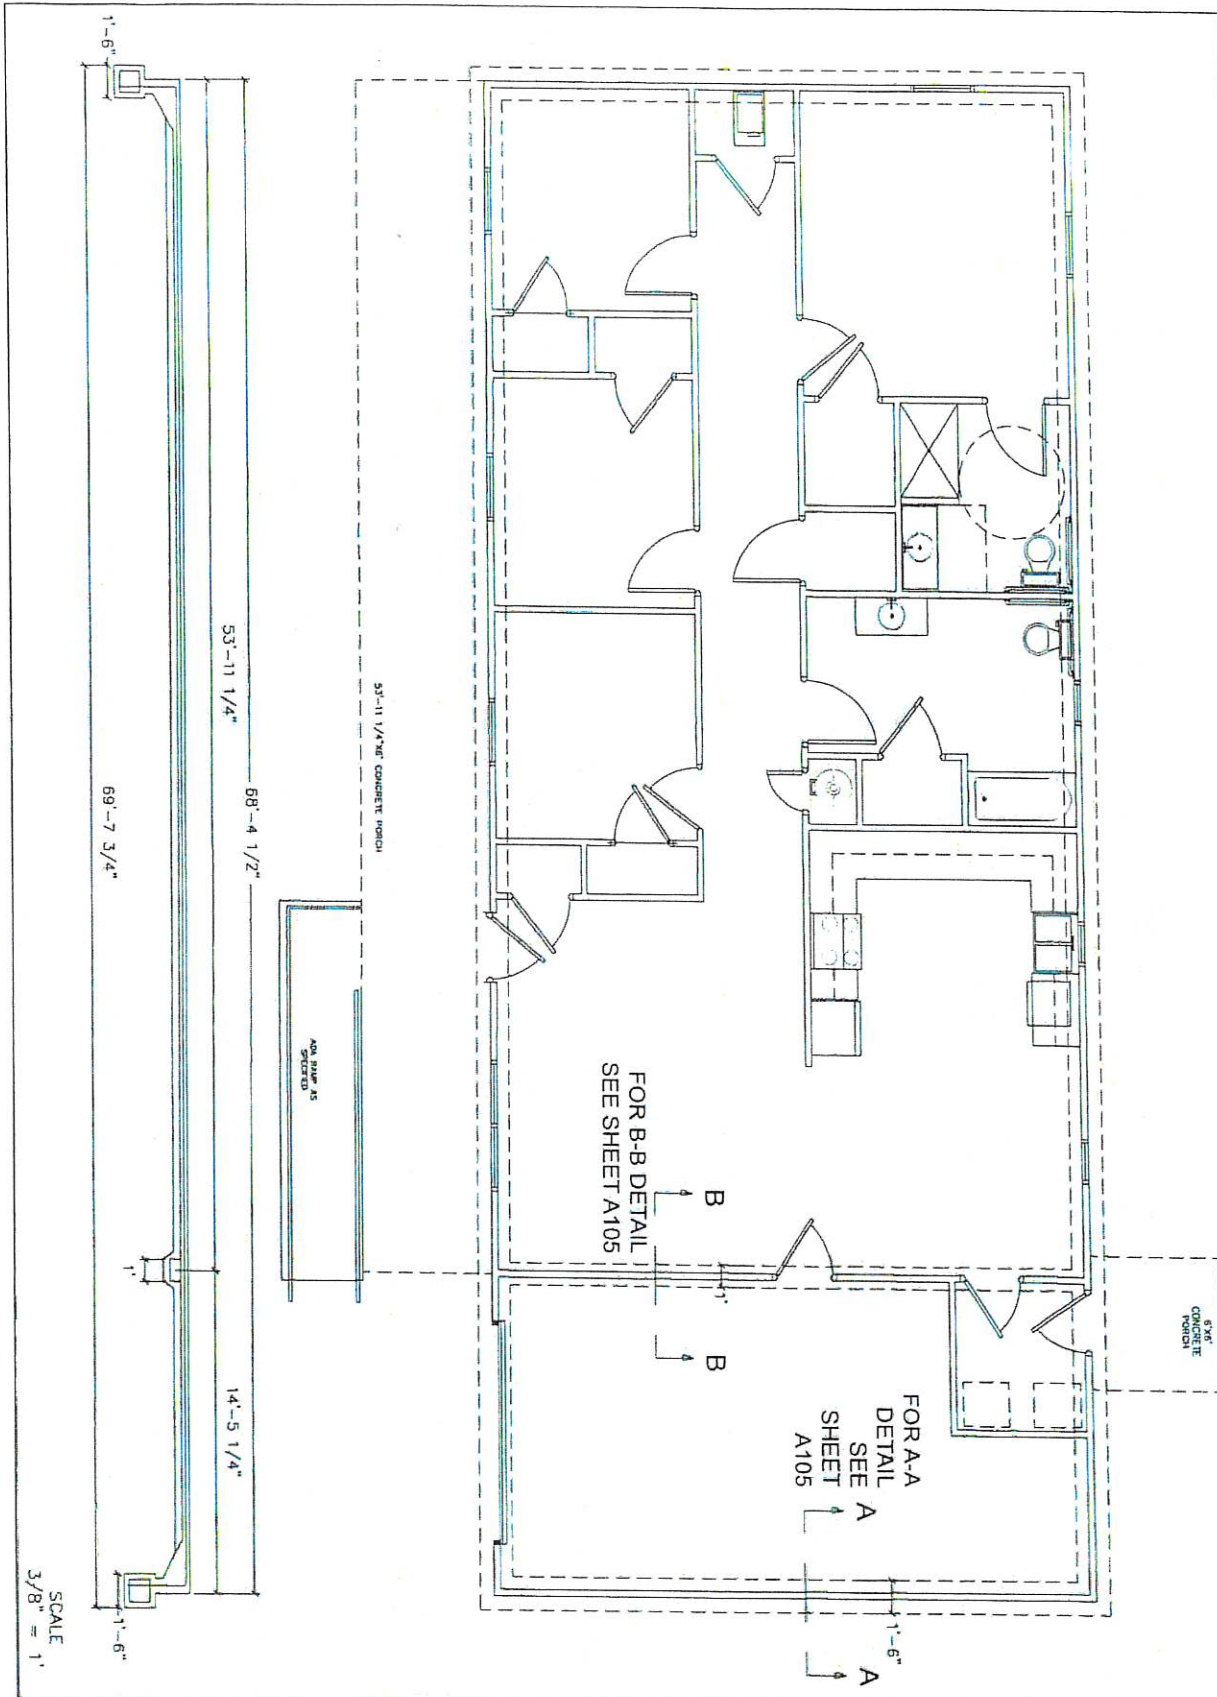 6'X6'
CONCRETE
PORCH
FOR A-A
DETAIL
SEE
SHEET
A105
A
A
1'-6"
B
B
1'
FOR B-B DETAIL
SEE SHEET A105
53'-11 1/4"X6' CONCRETE PORCH
ADA RAMP AS
SPECIFIED
68'-4 1/2"
53'-11 1/4"
14'-5 1/4"
1'-6"
1'
1'-6"
69'-7 3/4"
SCALE
3/8" = 1'